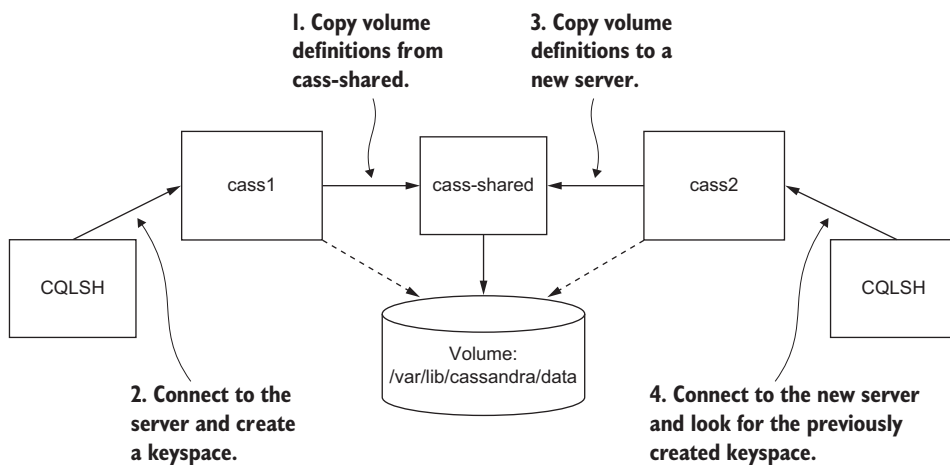 1. Copy volume
definitions from
cass-shared.
3. Copy volume
definitions to a
new server.
cass1
cass-shared
cass2
CQLSH
CQLSH
Volume:
/var/lib/cassandra/data
2. Connect to the
server and create
a keyspace.
4. Connect to the new server
and look for the previously
created keyspace.